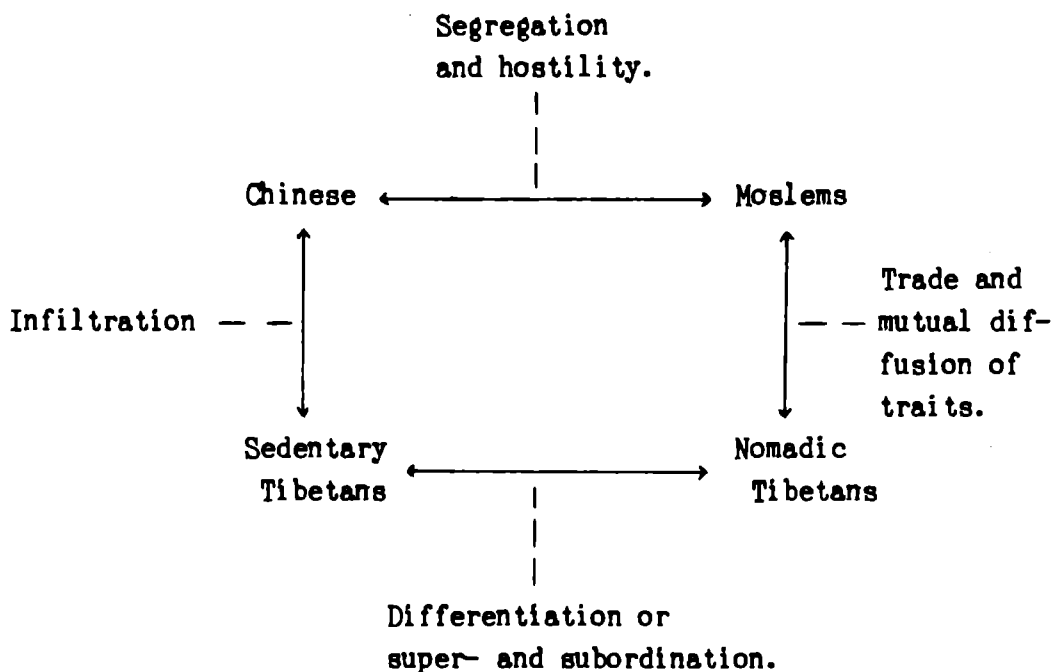 Segregation
and hostility.
Chinese
Moslems
Infiltration
Trade and
mutual dif-
fusion of
traits.
Sedentary
Tibetans
Nomadic
Tibetans
Differentiation or
super- and subordination.